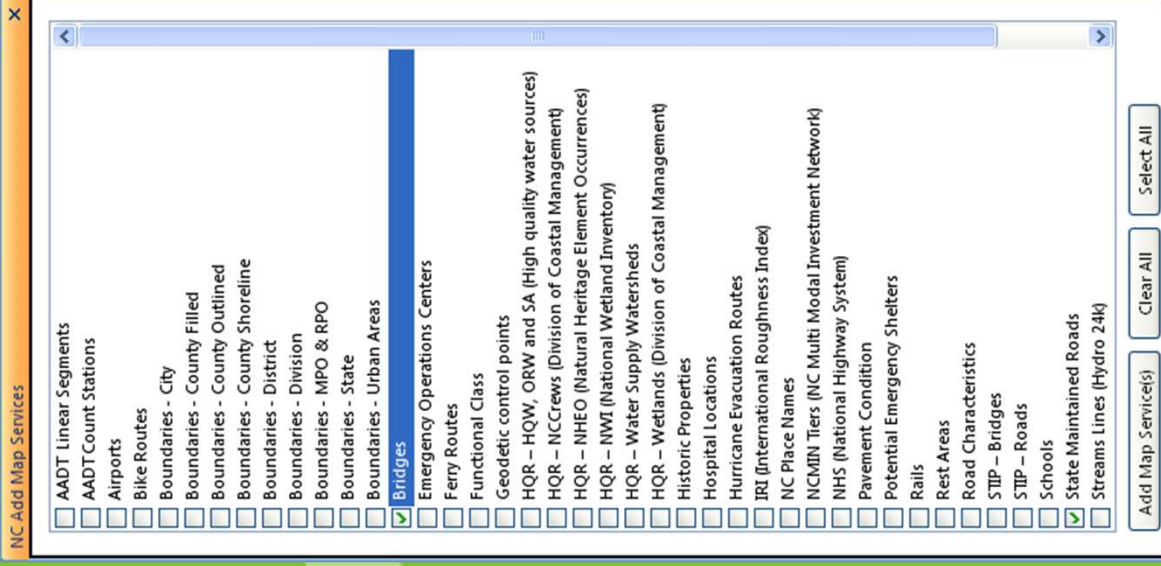 NC Add Map Services
AADT Linear Segments
AADT Count Stations
Airports
Bike Routes
Boundaries - City
Boundaries - County Filled
Boundaries - County Outlined
Boundaries - County Shoreline
Boundaries - District
Boundaries - Division
Boundaries - MPO & RPO
Boundaries - State
Boundaries - Urban Areas
Bridges
Emergency Operations Centers
Ferry Routes
Functional Class
Geodetic control points
HQR – HQW, ORW and SA (High quality water sources)
HQR – NCCrews (Division of Coastal Management)
HQR – NHEO (Natural Heritage Element Occurrences)
HQR – NWI (National Wetland Inventory)
HQR – Water Supply Watersheds
HQR – Wetlands (Division of Coastal Management)
Historic Properties
Hospital Locations
Hurricane Evacuation Routes
IRI (International Roughness Index)
NC Place Names
NCMIN Tiers (NC Multi Modal Investment Network)
NHS (National Highway System)
Pavement Condition
Potential Emergency Shelters
Rails
Rest Areas
Road Characteristics
STIP – Bridges
STIP – Roads
Schools
State Maintained Roads
Streams Lines (Hydro 24k)
Add Map Service(s)
Clear All
Select All